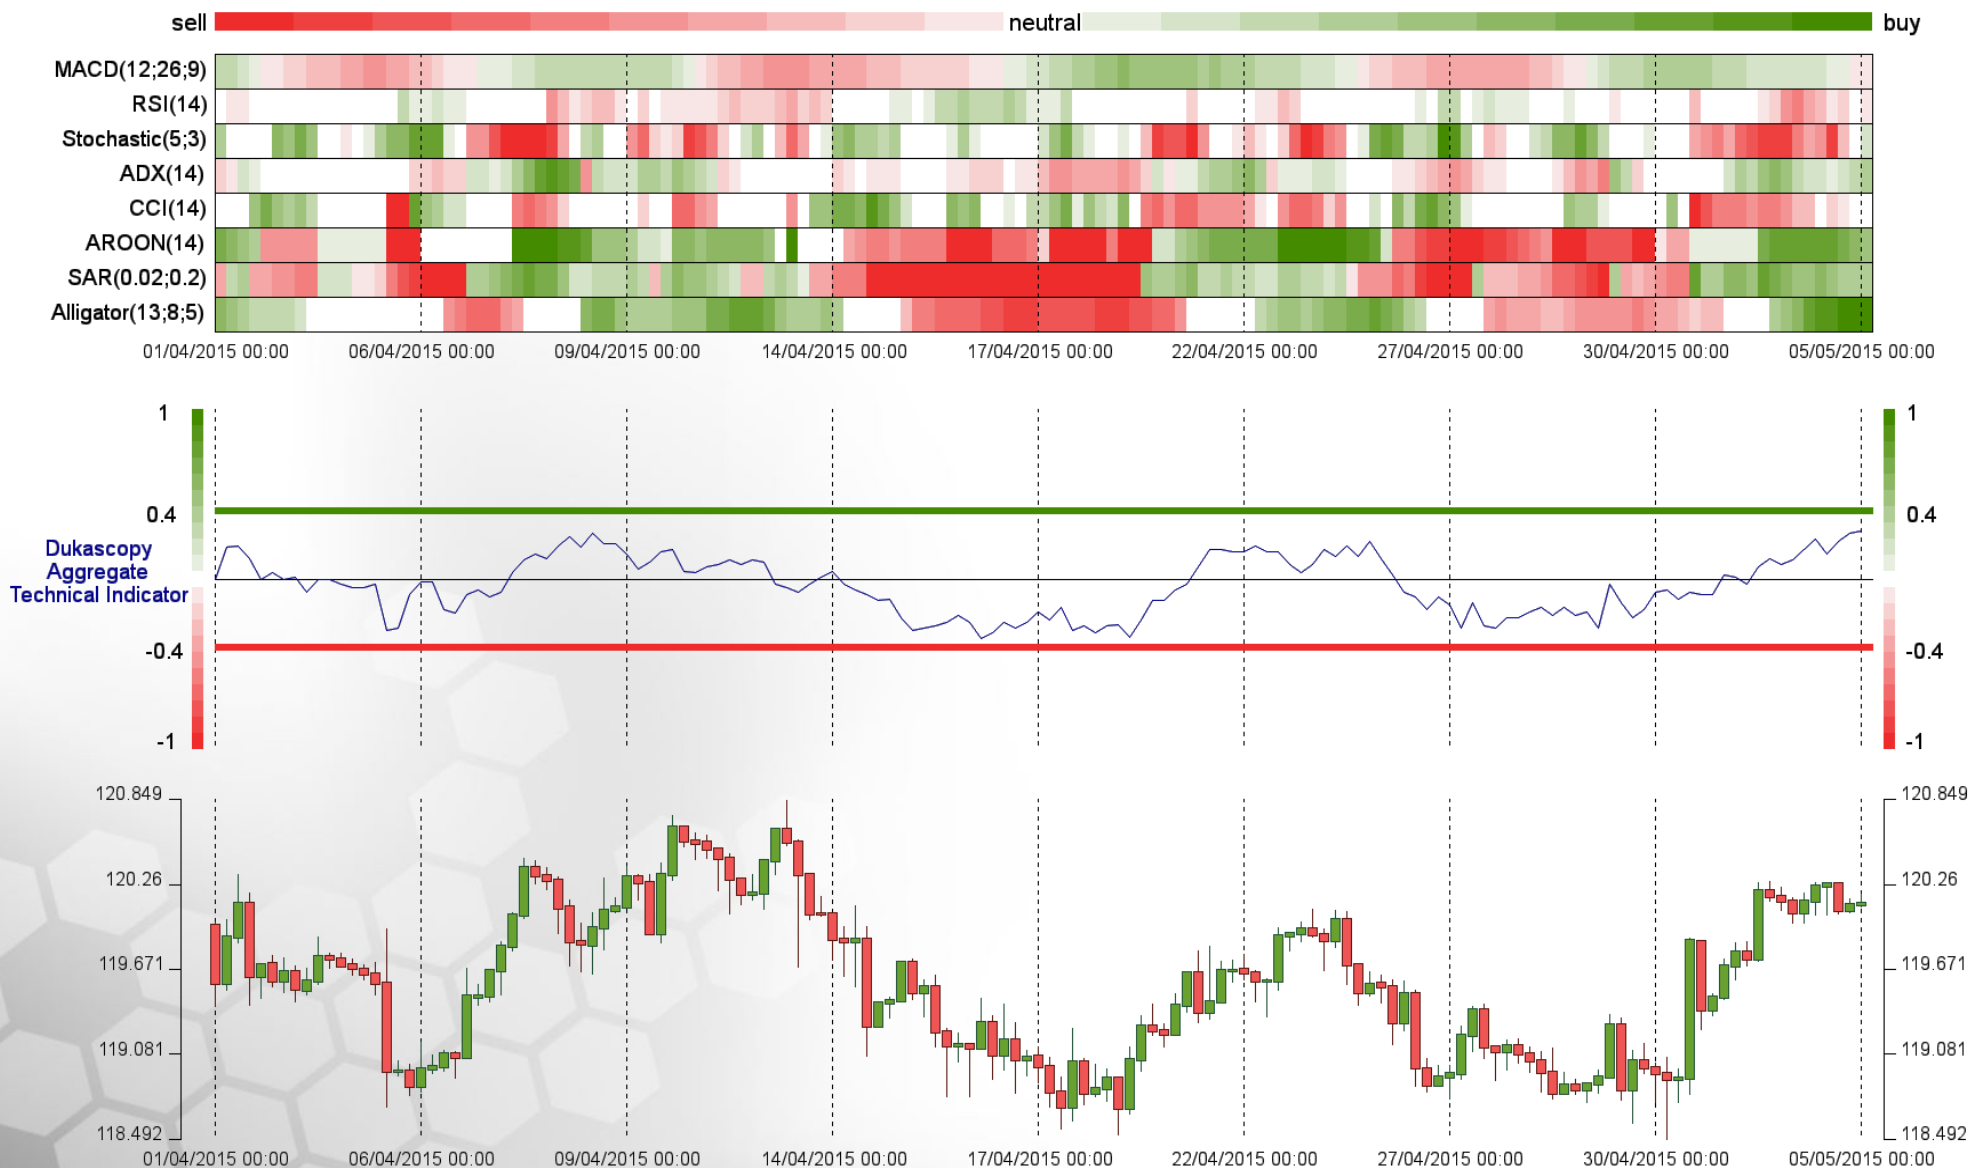 sell neutral buy
MACD(12;26;9)
RSI(14)
Stochastic(5;3)
ADX(14)
CCI(14)
AROON(14)
SAR(0.02;0.2)
Alligator(13;8;5)
01/04/2015 00:00 06/04/2015 00:00 09/04/2015 00:00 14/04/2015 00:00 17/04/2015 00:00 22/04/2015 00:00 27/04/2015 00:00 30/04/2015 00:00 05/05/2015 00:00
1 1
0.4 0.4
Dukascopy
Aggregate
Technical Indicator
-0.4 -0.4
-1 -1
120.849 120.849
120.26 120.26
119.671 119.671
119.081 119.081
118.492 118.492
01/04/2015 00:00 06/04/2015 00:00 09/04/2015 00:00 14/04/2015 00:00 17/04/2015 00:00 22/04/2015 00:00 27/04/2015 00:00 30/04/2015 00:00 05/05/2015 00:00